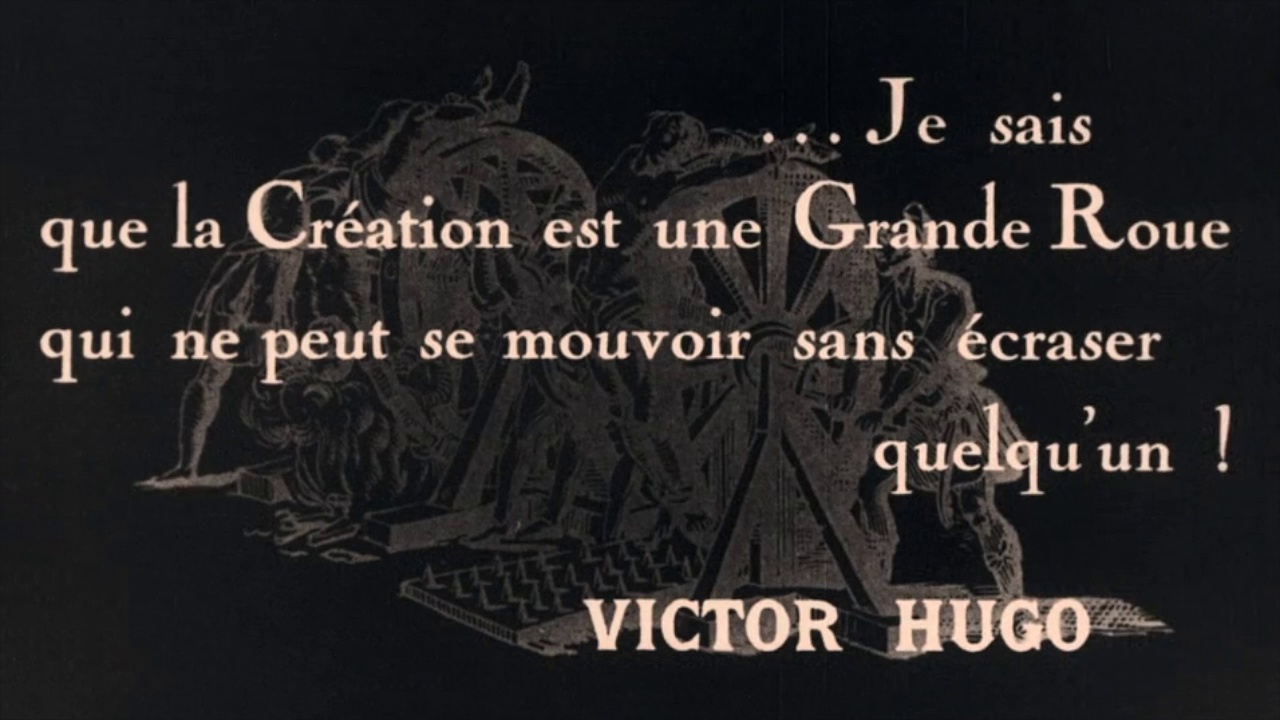 ...Je sais
que la Création est une Grande Roue
qui ne peut se mouvoir sans écraser
quelqu'un !
VICTOR HUGO